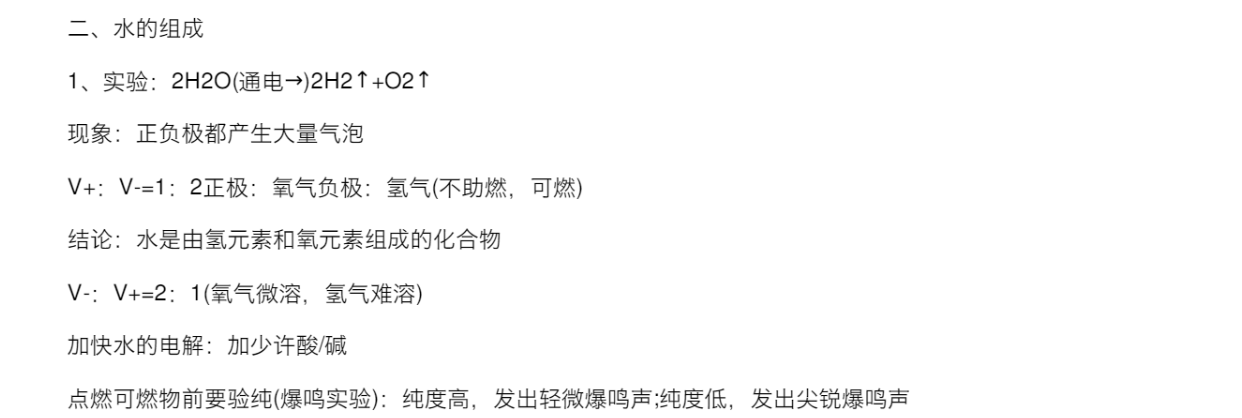 二、水的组成
1、实验：2H2O(通电→)2H2↑+O2↑
现象：正负极都产生大量气泡
V+：V-=1：2正极：氧气负极：氢气(不助燃，可燃)
结论：水是由氢元素和氧元素组成的化合物
V-：V+=2：1(氧气微溶，氢气难溶)
加快水的电解：加少许酸/碱
点燃可燃物前要验纯(爆鸣实验)：纯度高，发出轻微爆鸣声;纯度低，发出尖锐爆鸣声